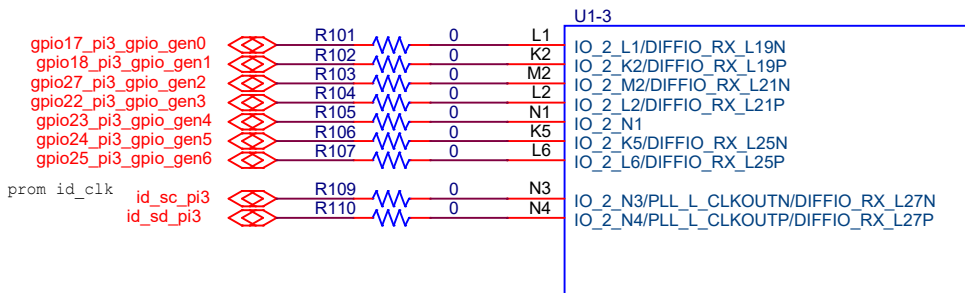 U1-3
gpio17_pi3_gpio_gen0 R101 0 L1 IO_2_L1/DIFFIO_RX_L19N
gpio18_pi3_gpio_gen1 R102 0 K2 IO_2_K2/DIFFIO_RX_L19P
gpio27_pi3_gpio_gen2 R103 0 M2 IO_2_M2/DIFFIO_RX_L21N
gpio22_pi3_gpio_gen3 R104 0 L2 IO_2_L2/DIFFIO_RX_L21P
gpio23_pi3_gpio_gen4 R105 0 N1 IO_2_N1
gpio24_pi3_gpio_gen5 R106 0 K5 IO_2_K5/DIFFIO_RX_L25N
gpio25_pi3_gpio_gen6 R107 0 L6 IO_2_L6/DIFFIO_RX_L25P
prom id_clk id_sc_pi3 R109 0 N3 IO_2_N3/PLL_L_CLKOUTN/DIFFIO_RX_L27N
id_sd_pi3 R110 0 N4 IO_2_N4/PLL_L_CLKOUTP/DIFFIO_RX_L27P